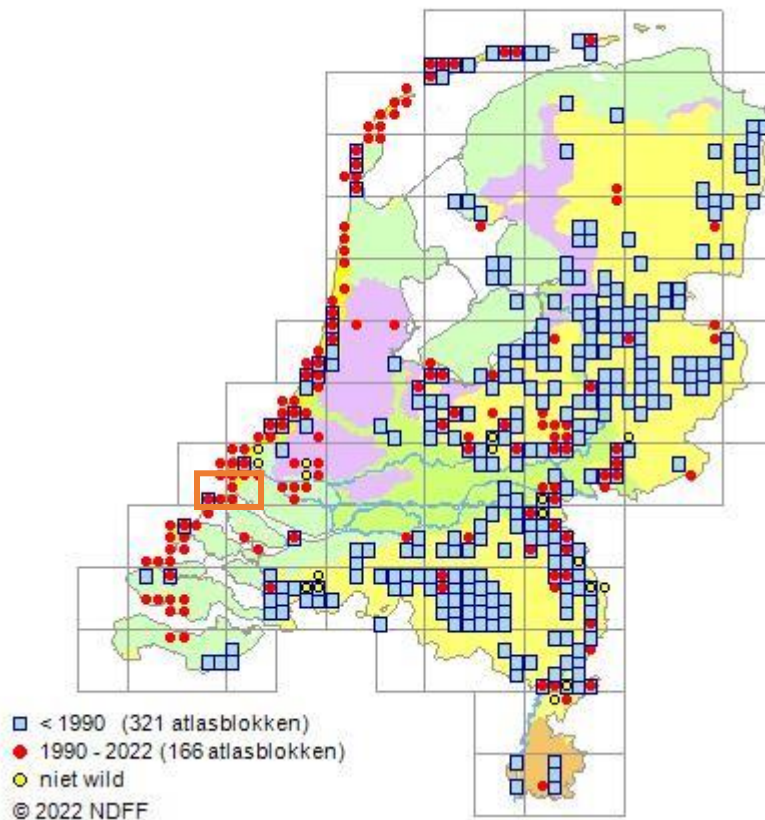 < 1990 (321 atlasblokken)
1990 - 2022 (166 atlasblokken)
niet wild
© 2022 NDFF